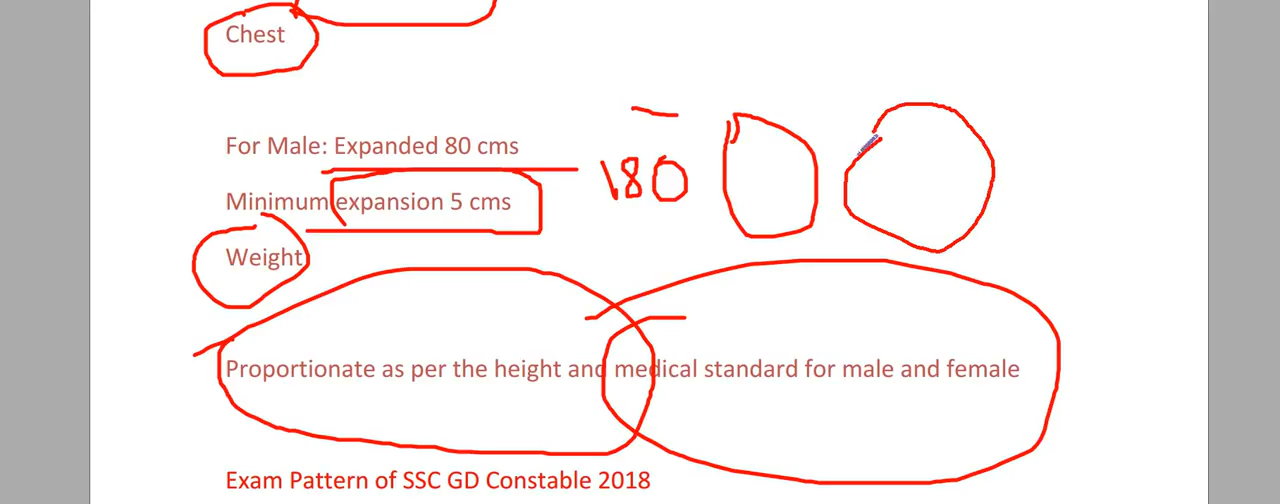 Chest
For Male: Expanded 80 cms
180
Minimum expansion 5 cms
Weight
Proportionate as per the height and medical standard for male and female
Exam Pattern of SSC GD Constable 2018